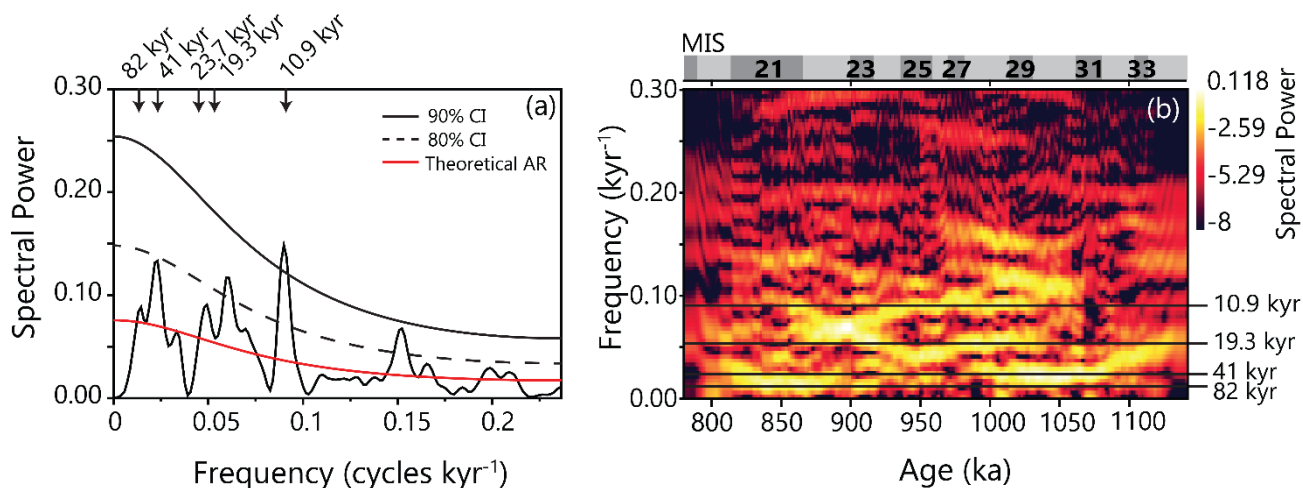 82 kyr
41 kyr
23.7 kyr
19.3 kyr
10.9 kyr
(a)
90% CI
80% CI
Theoretical AR
0.30
0.20
0.10
0.00
Spectral Power
0
0.05
0.1
0.15
0.2
Frequency (cycles kyr⁻¹)
MIS
21
23
25
27
29
31
33
(b)
0.30
0.20
0.10
0.00
Frequency (kyr⁻¹)
0.118
-2.59
-5.29
-8
Spectral Power
10.9 kyr
19.3 kyr
41 kyr
82 kyr
800
850
900
950
1000
1050
1100
Age (ka)